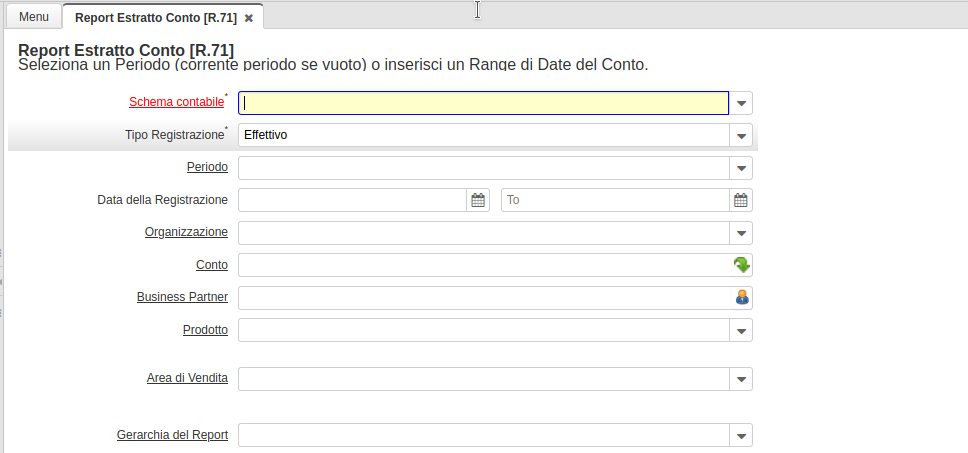 Menu
Report Estratto Conto [R.71]
Report Estratto Conto [R.71]
Seleziona un Periodo (corrente periodo se vuoto) o inserisci un Range di Date del Conto.
Schema contabile*
Tipo Registrazione* Effettivo
Periodo
Data della Registrazione To
Organizzazione
Conto
Business Partner
Prodotto
Area di Vendita
Gerarchia del Report